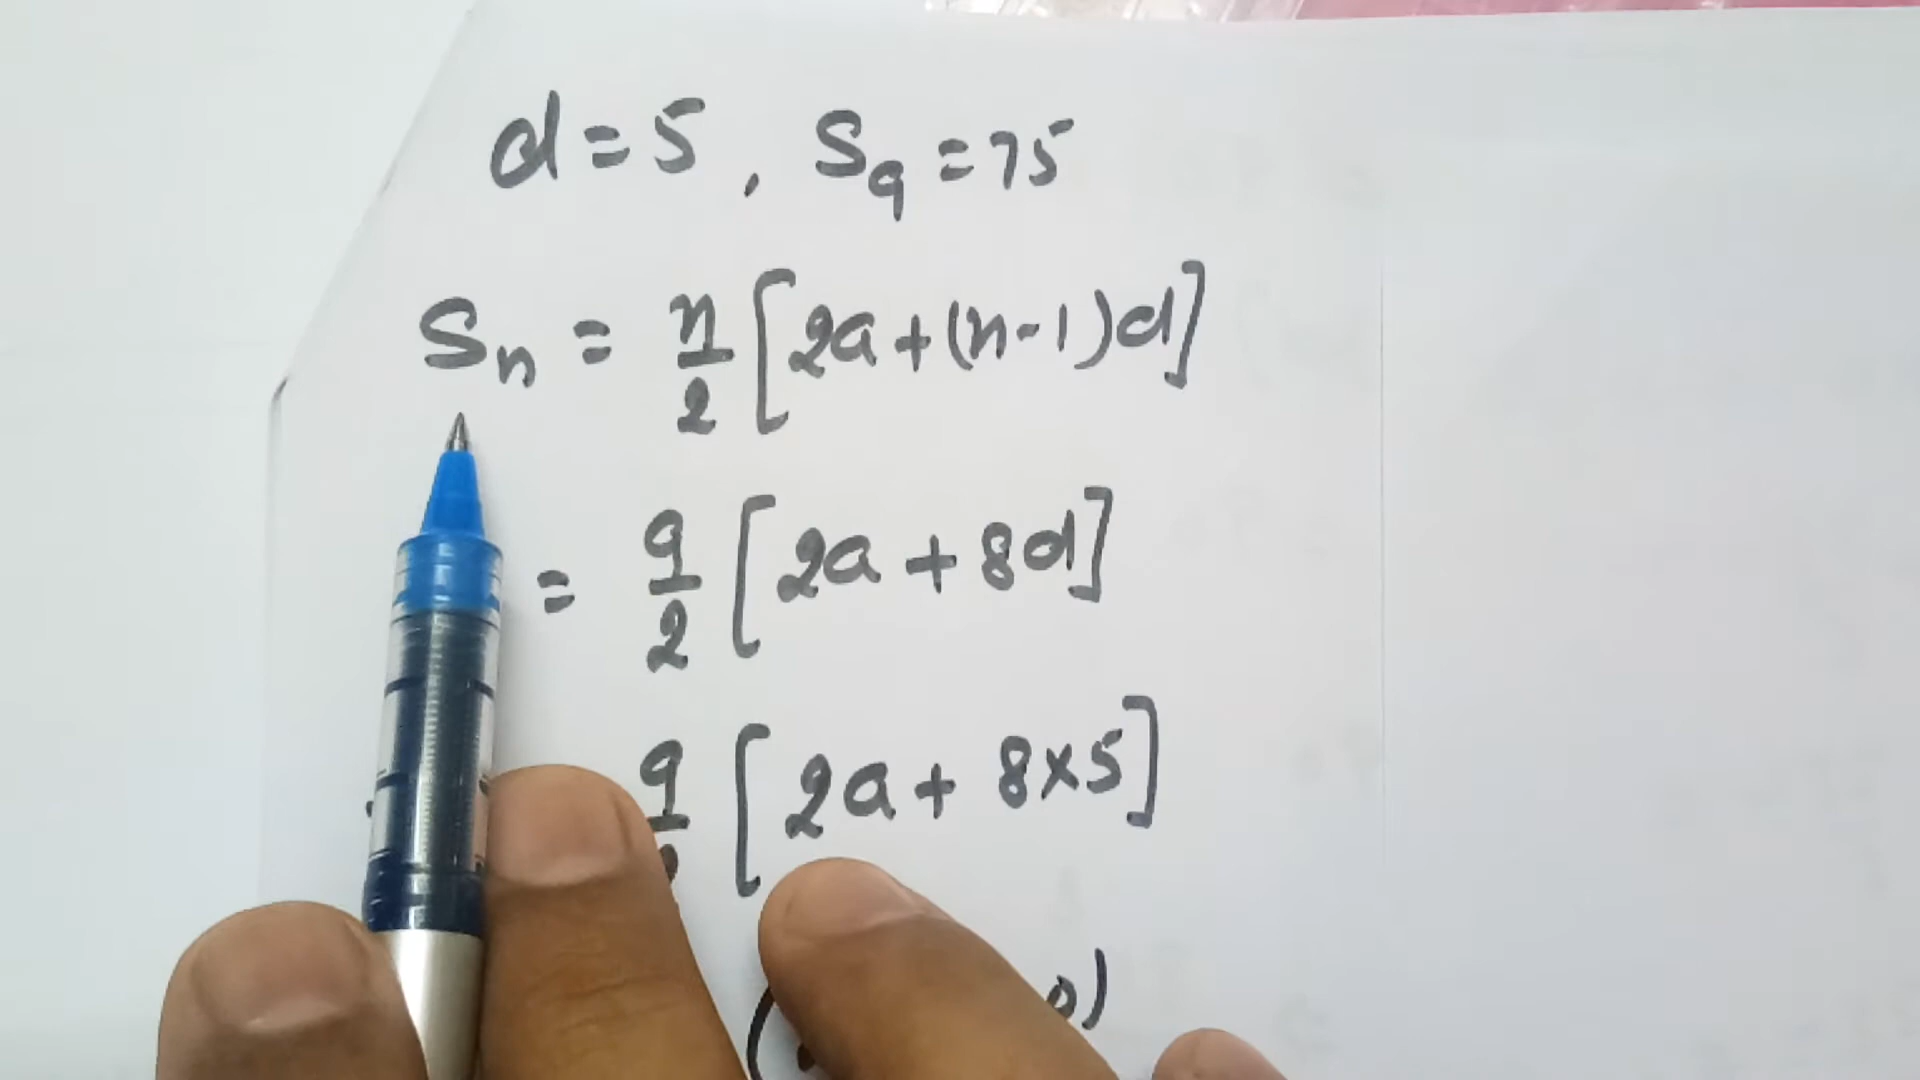 d=5, S₉=75
Sₙ = n/2 [2a+(n-1)d]
= 9/2 [2a+8d]
9 [2a+ 8×5]